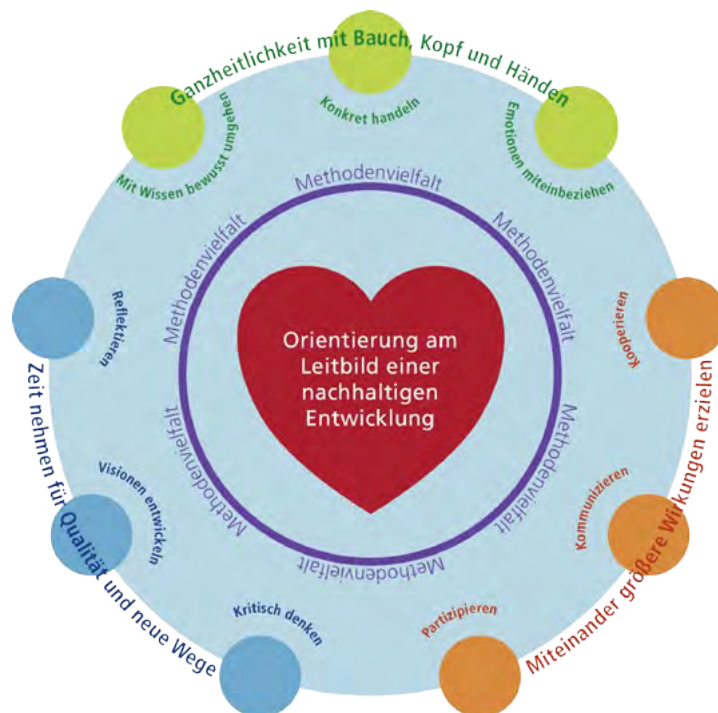 Ganzheitlichkeit mit Bauch, Kopf und Händen
Mit Wissen bewusst umgehen
Konkret handeln
Emotionen miteinbeziehen
Methodenvielfalt
Methodenvielfalt
Methodenvielfalt
Orientierung am
Leitbild einer
nachhaltigen
Entwicklung
Methodenvielfalt
Methodenvielfalt
Methodenvielfalt
Kooperieren
Kommunizieren
Partizipieren
Miteinander größere Wirkungen erzielen
Reflektieren
Visionen entwickeln
Kritisch denken
Zeit nehmen für Qualität und neue Wege